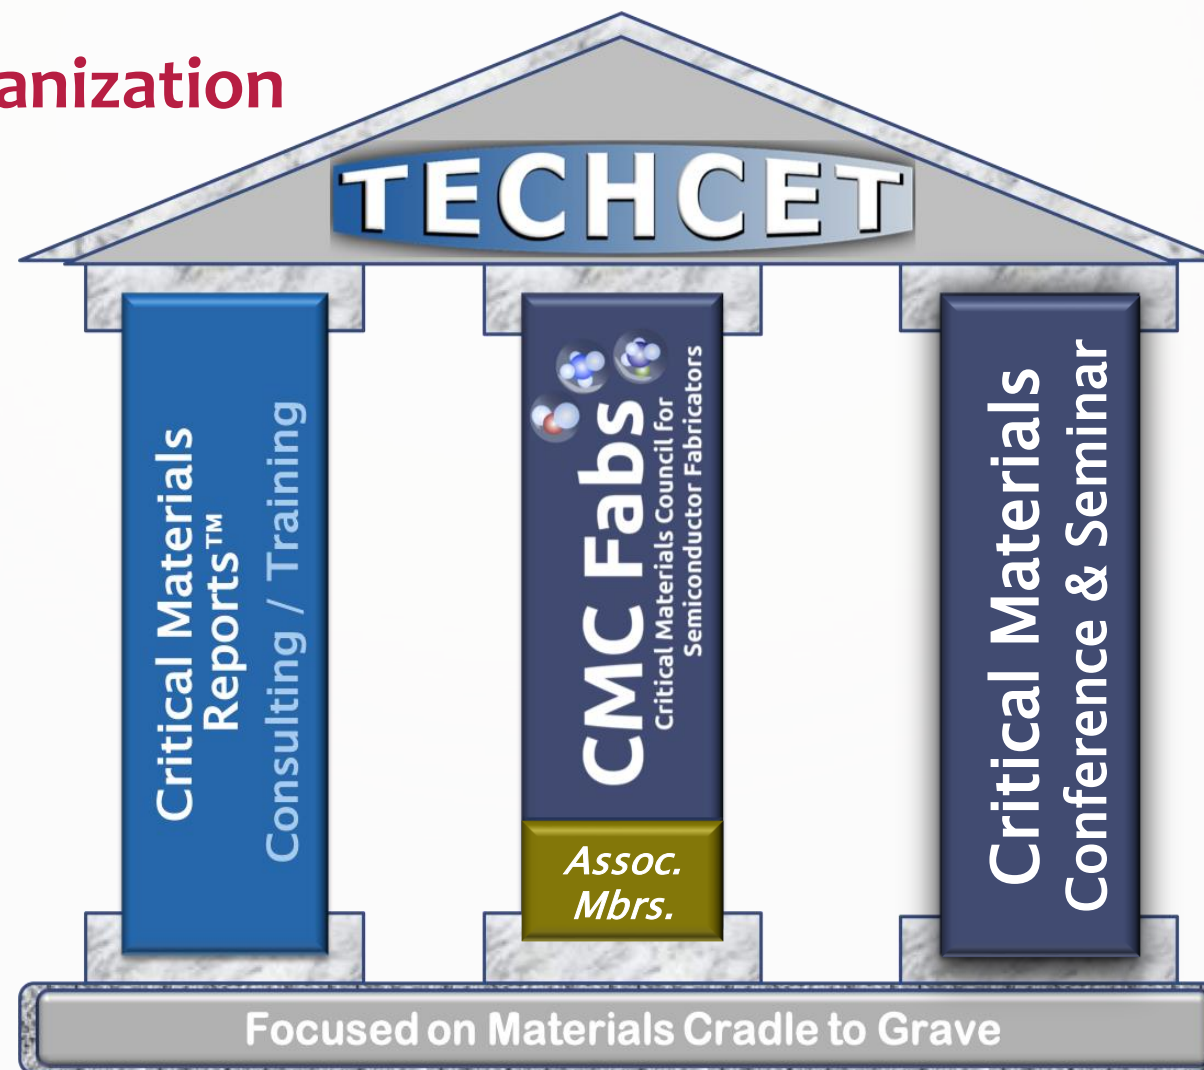 anization
TECHCET
Critical Materials
Reports™
Consulting / Training
CMC Fabs
Critical Materials Council for
Semiconductor Fabricators
Assoc.
Mbrs.
Critical Materials
Conference & Seminar
Focused on Materials Cradle to Grave